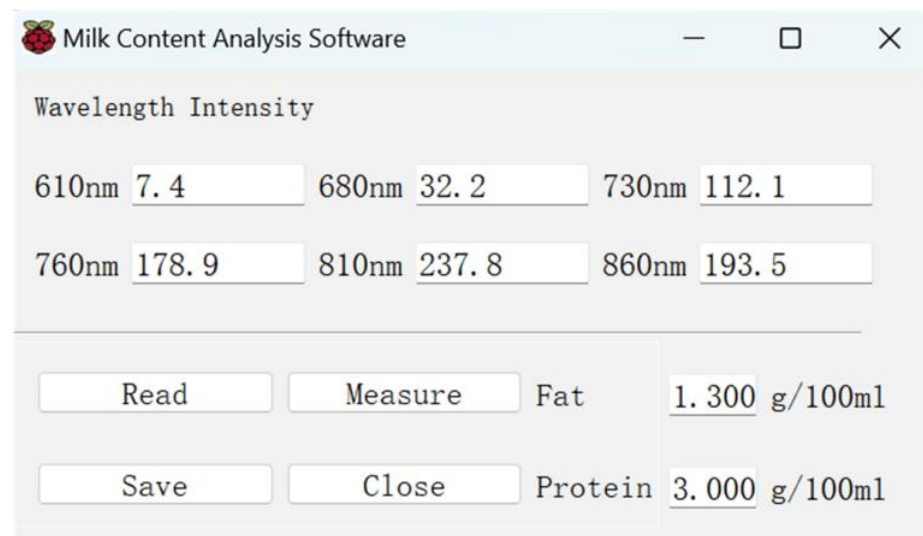 Milk Content Analysis Software
Wavelength Intensity
610nm 7.4 680nm 32.2 730nm 112.1
760nm 178.9 810nm 237.8 860nm 193.5
Read Measure Fat 1.300 g/100ml
Save Close Protein 3.000 g/100ml